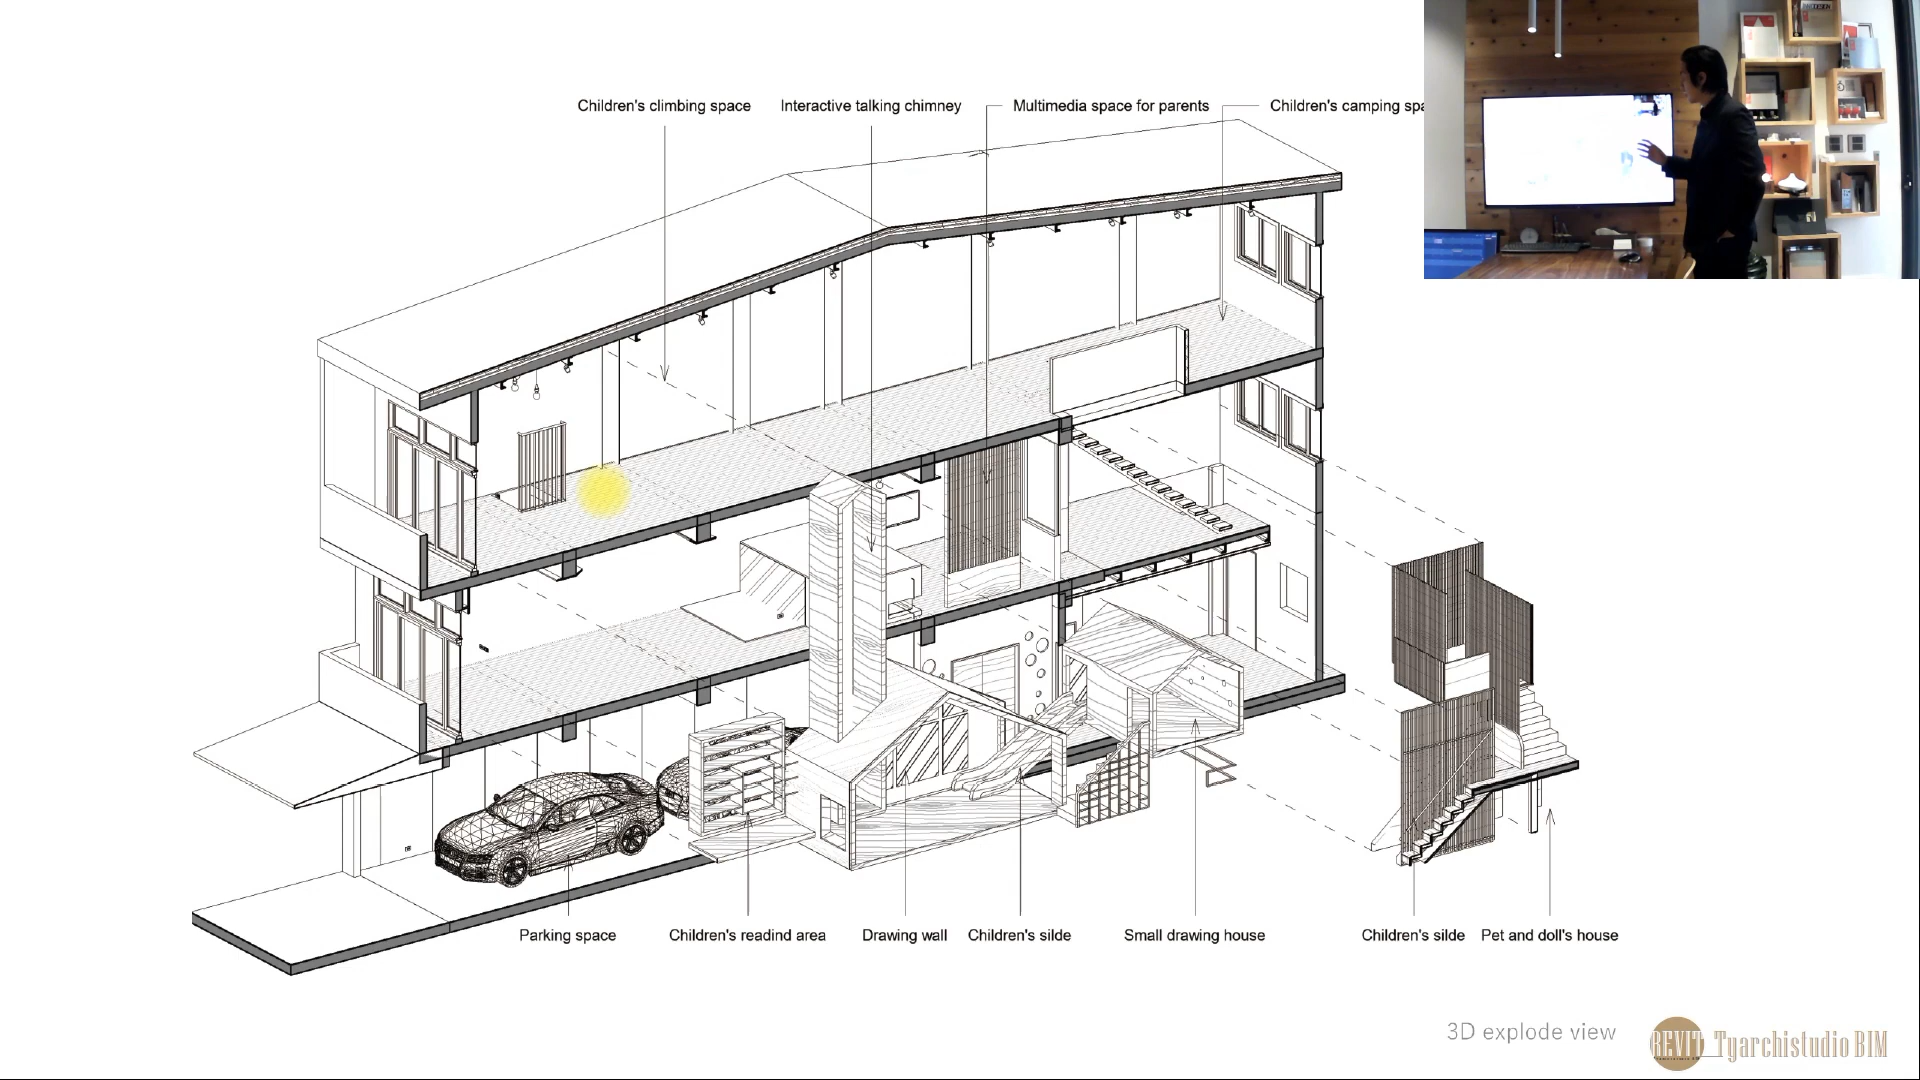 Children's climbing space
Interactive talking chimney
Multimedia space for parents
Children's camping spa
Parking space
Children's readind area
Drawing wall
Children's silde
Small drawing house
Children's silde
Pet and doll's house
3D explode view
REVIT Tyarchistudio BIM